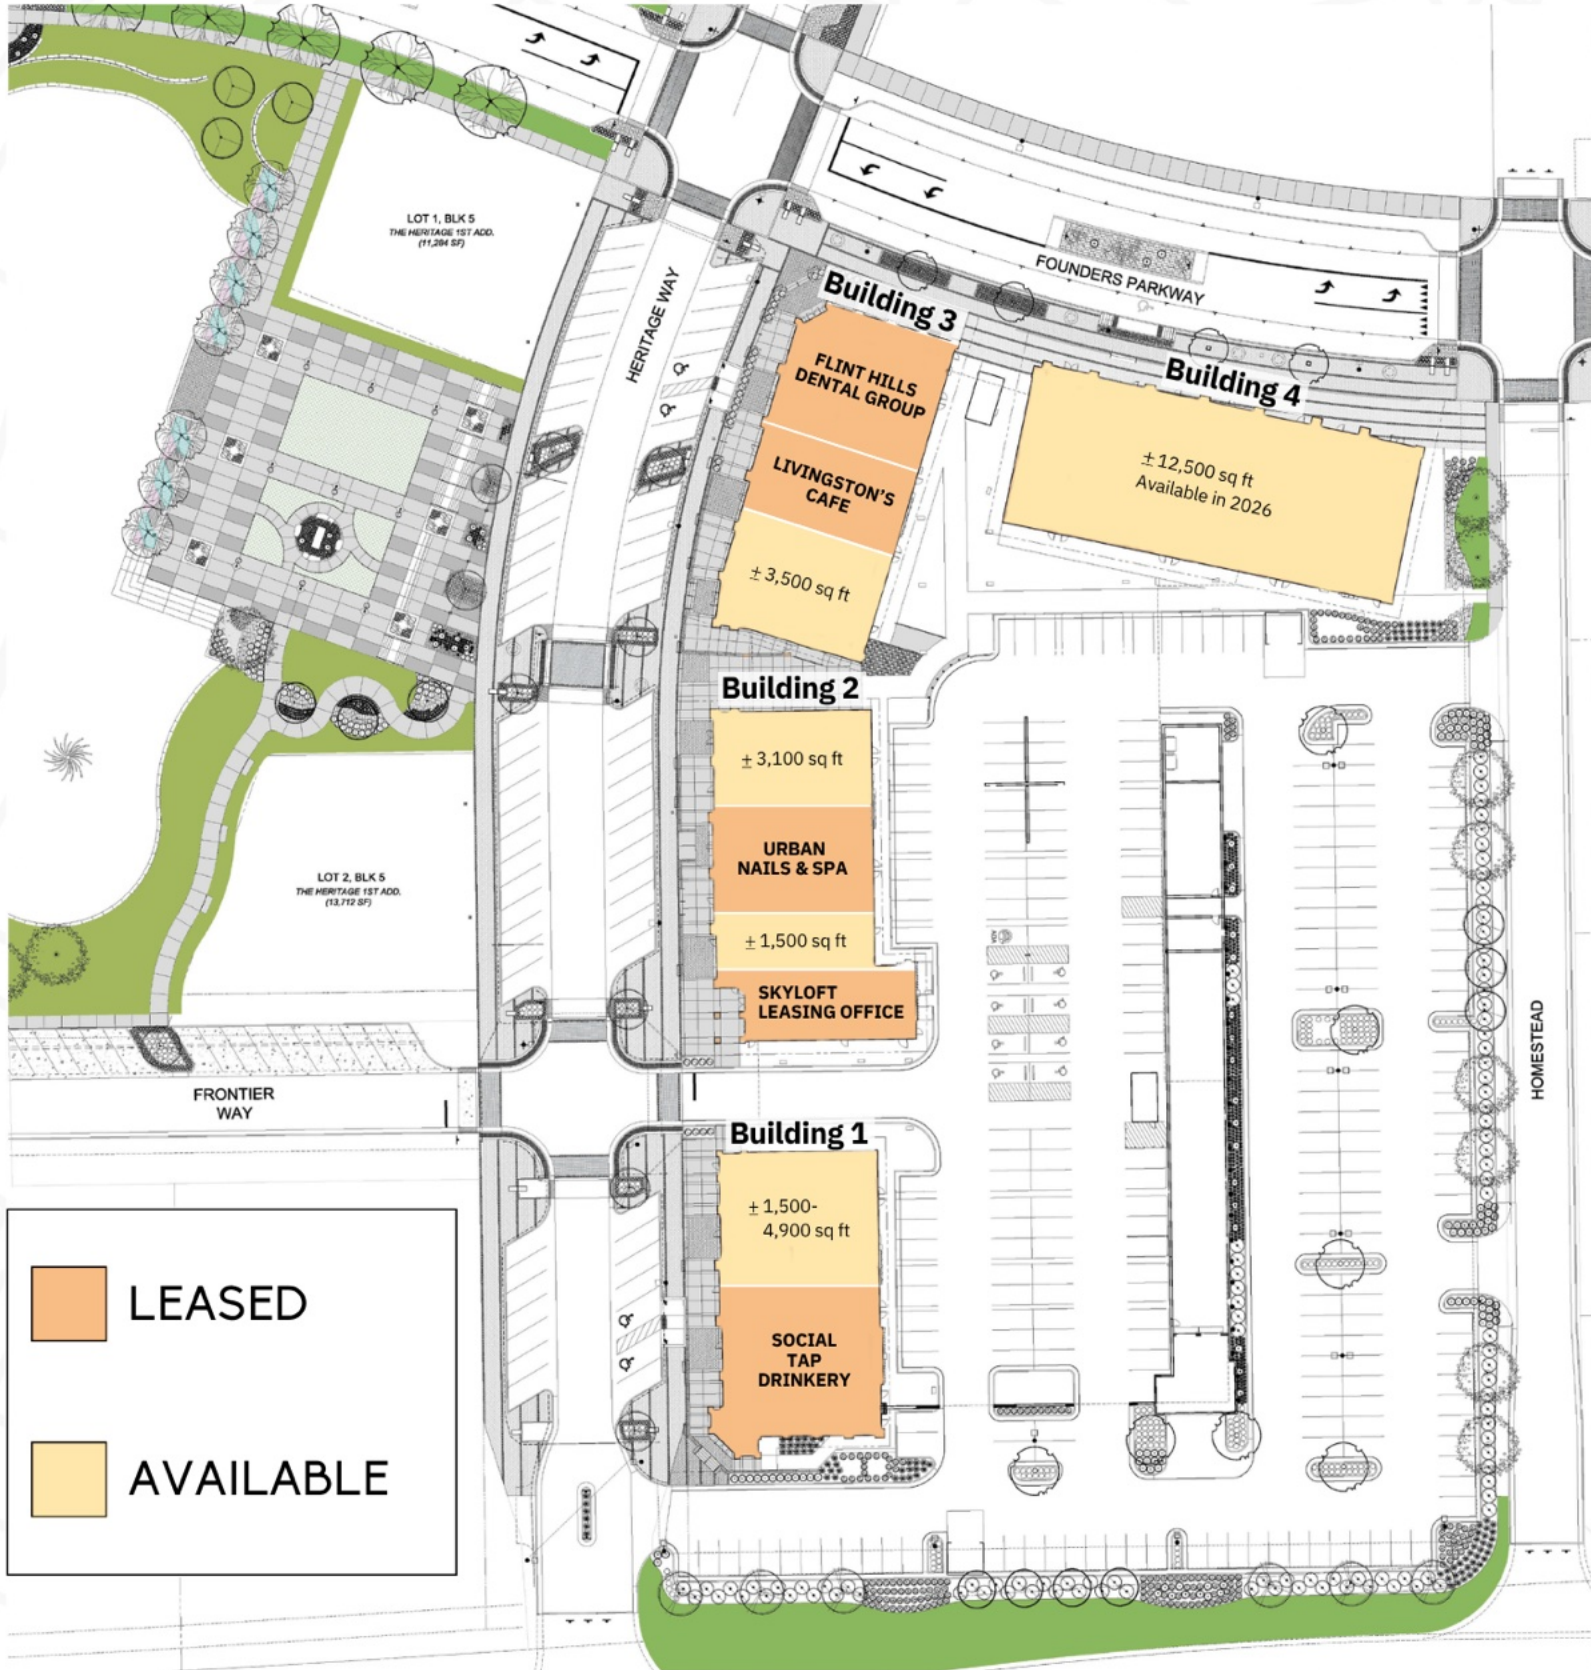 LOT 1, BLK 5
THE HERITAGE 1ST ADD.
(11,284 SF)
HERITAGE WAY
FOUNDERS PARKWAY
Building 3
FLINT HILLS
DENTAL GROUP
LIVINGSTON'S
CAFE
± 3,500 sq ft
Building 4
± 12,500 sq ft
Available in 2026
Building 2
± 3,100 sq ft
URBAN
NAILS & SPA
± 1,500 sq ft
SKYLOFT
LEASING OFFICE
LOT 2, BLK 5
THE HERITAGE 1ST ADD.
(13,712 SF)
FRONTIER
WAY
HOMESTEAD
Building 1
± 1,500-
4,900 sq ft
SOCIAL
TAP
DRINKERY
LEASED
AVAILABLE